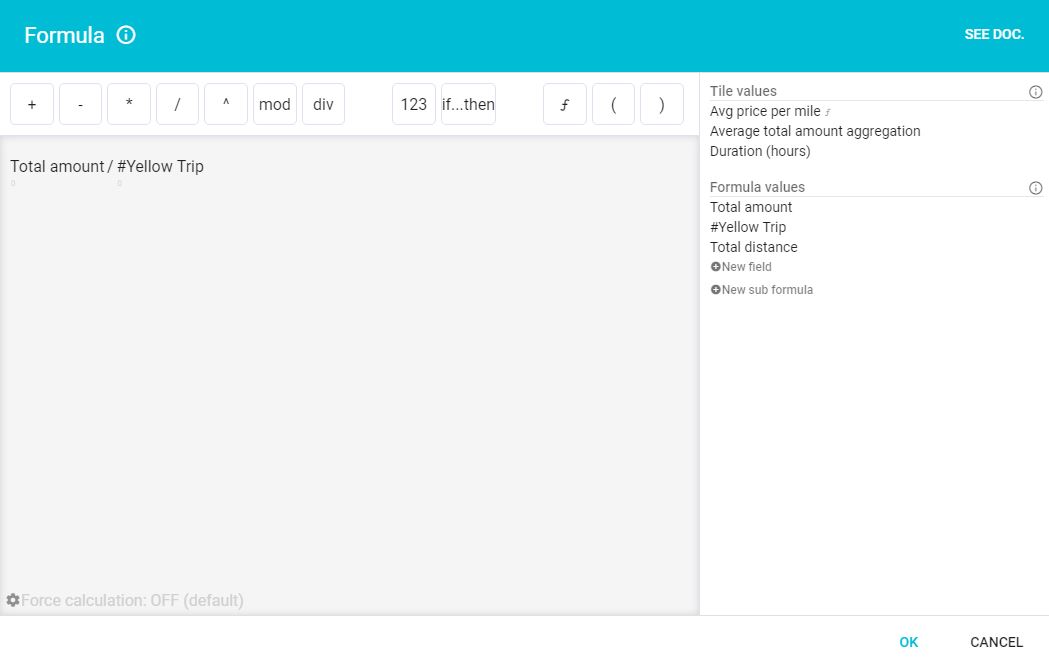 Formula
SEE DOC.
+ - * / ^ mod div 123 if...then ƒ ( )
Total amount / #Yellow Trip
Force calculation: OFF (default)
Tile values
Avg price per mile ƒ
Average total amount aggregation
Duration (hours)
Formula values
Total amount
#Yellow Trip
Total distance
New field
New sub formula
OK
CANCEL